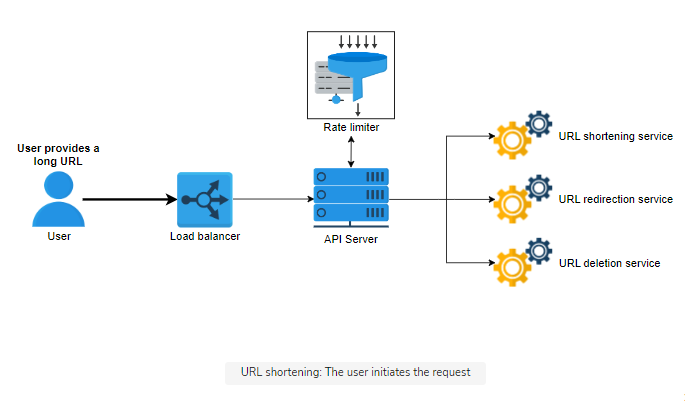 Rate limiter
User provides a
long URL
URL shortening service
URL redirection service
User
Load balancer
API Server
URL deletion service
URL shortening: The user initiates the request